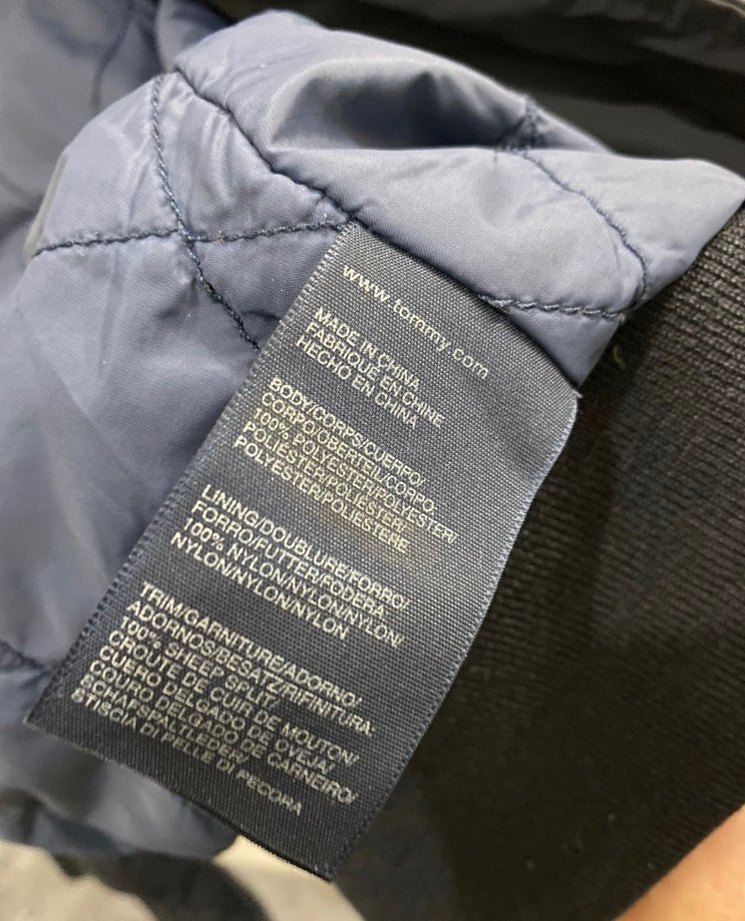 www.tommy.com
MADE IN CHINA
FABRIQUÉ EN CHINE
HECHO EN CHINA
BODY/CORPS/CUERPO/
CORPO/OBERTEIL/CORPO,
100% POLYESTER/POLYESTER/
POLIÉSTER/POLIÉSTER/
POLYESTER/POLIESTERE
LINING/DOUBLURE/FORRO/
FORRO/FUTTER/FODERA
100% NYLON/NYLON/NYLON/
NYLON/NYLON/NYLON
TRIM/GARNITURE/ADORNO/
ADORNOS/BESATZ/RIFINITURA:
100% SHEEP SPLIT/
CROUTE DE CUIR DE MOUTON/
CUERO DELGADO DE OVEJA/
COURO DELGADO DE CARNEIRO/
SCHAFSPALTLEDER/
STISCIA DI PELLE DI PECORA